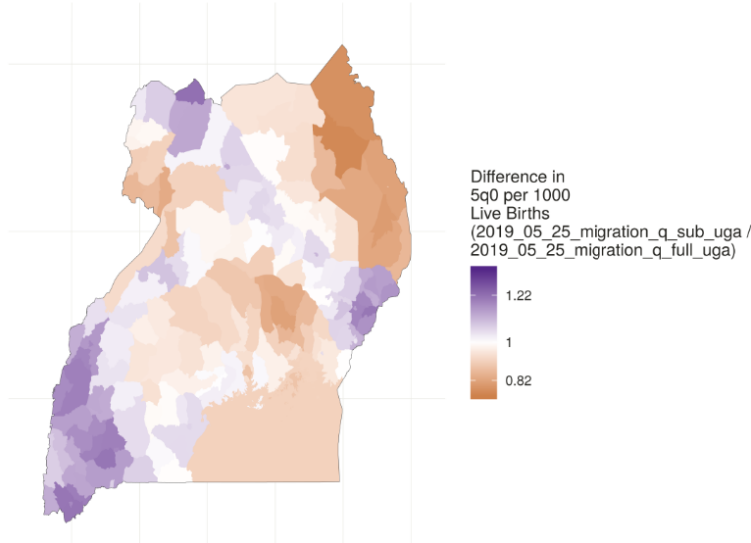 Difference in
5q0 per 1000
Live Births
(2019_05_25_migration_q_sub_uga /
2019_05_25_migration_q_full_uga)
1.22
1
0.82